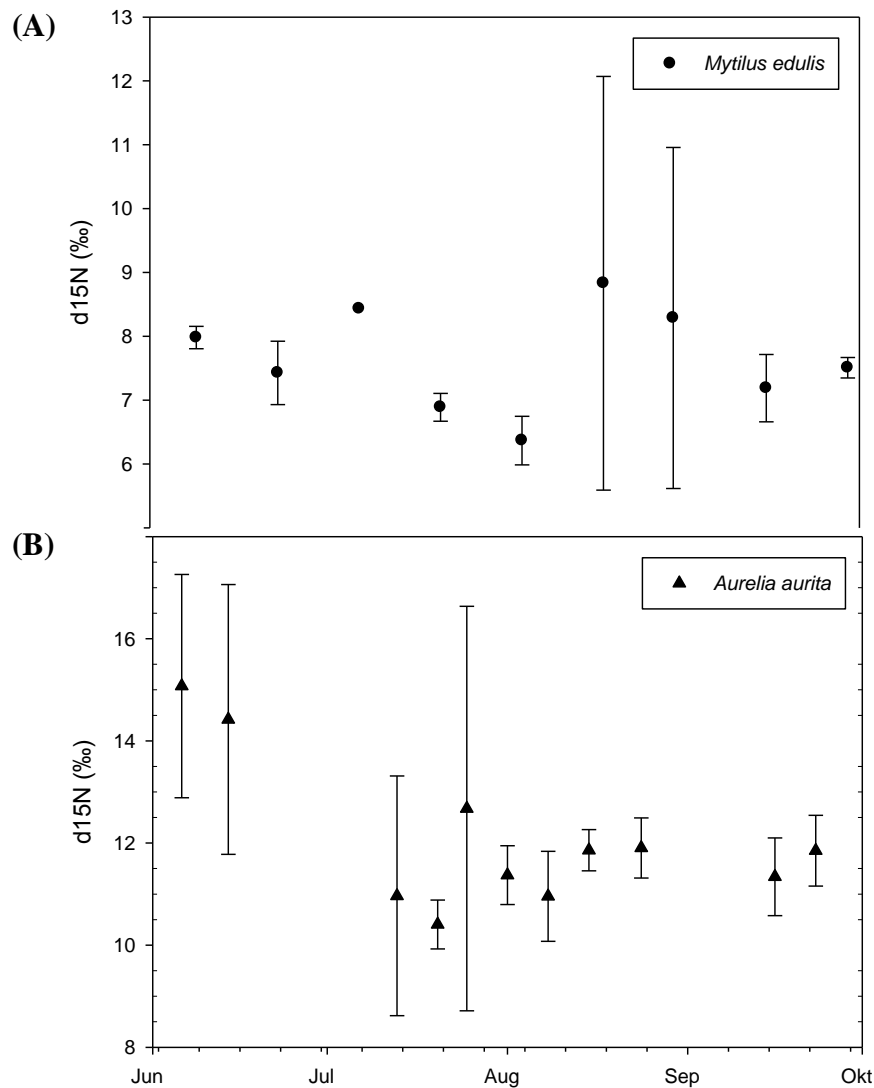 (A)
13
12
11
10
9
8
7
6
d15N (‰)
Mytilus edulis
(B)
16
14
12
10
8
d15N (‰)
Aurelia aurita
Jun Jul Aug Sep Okt